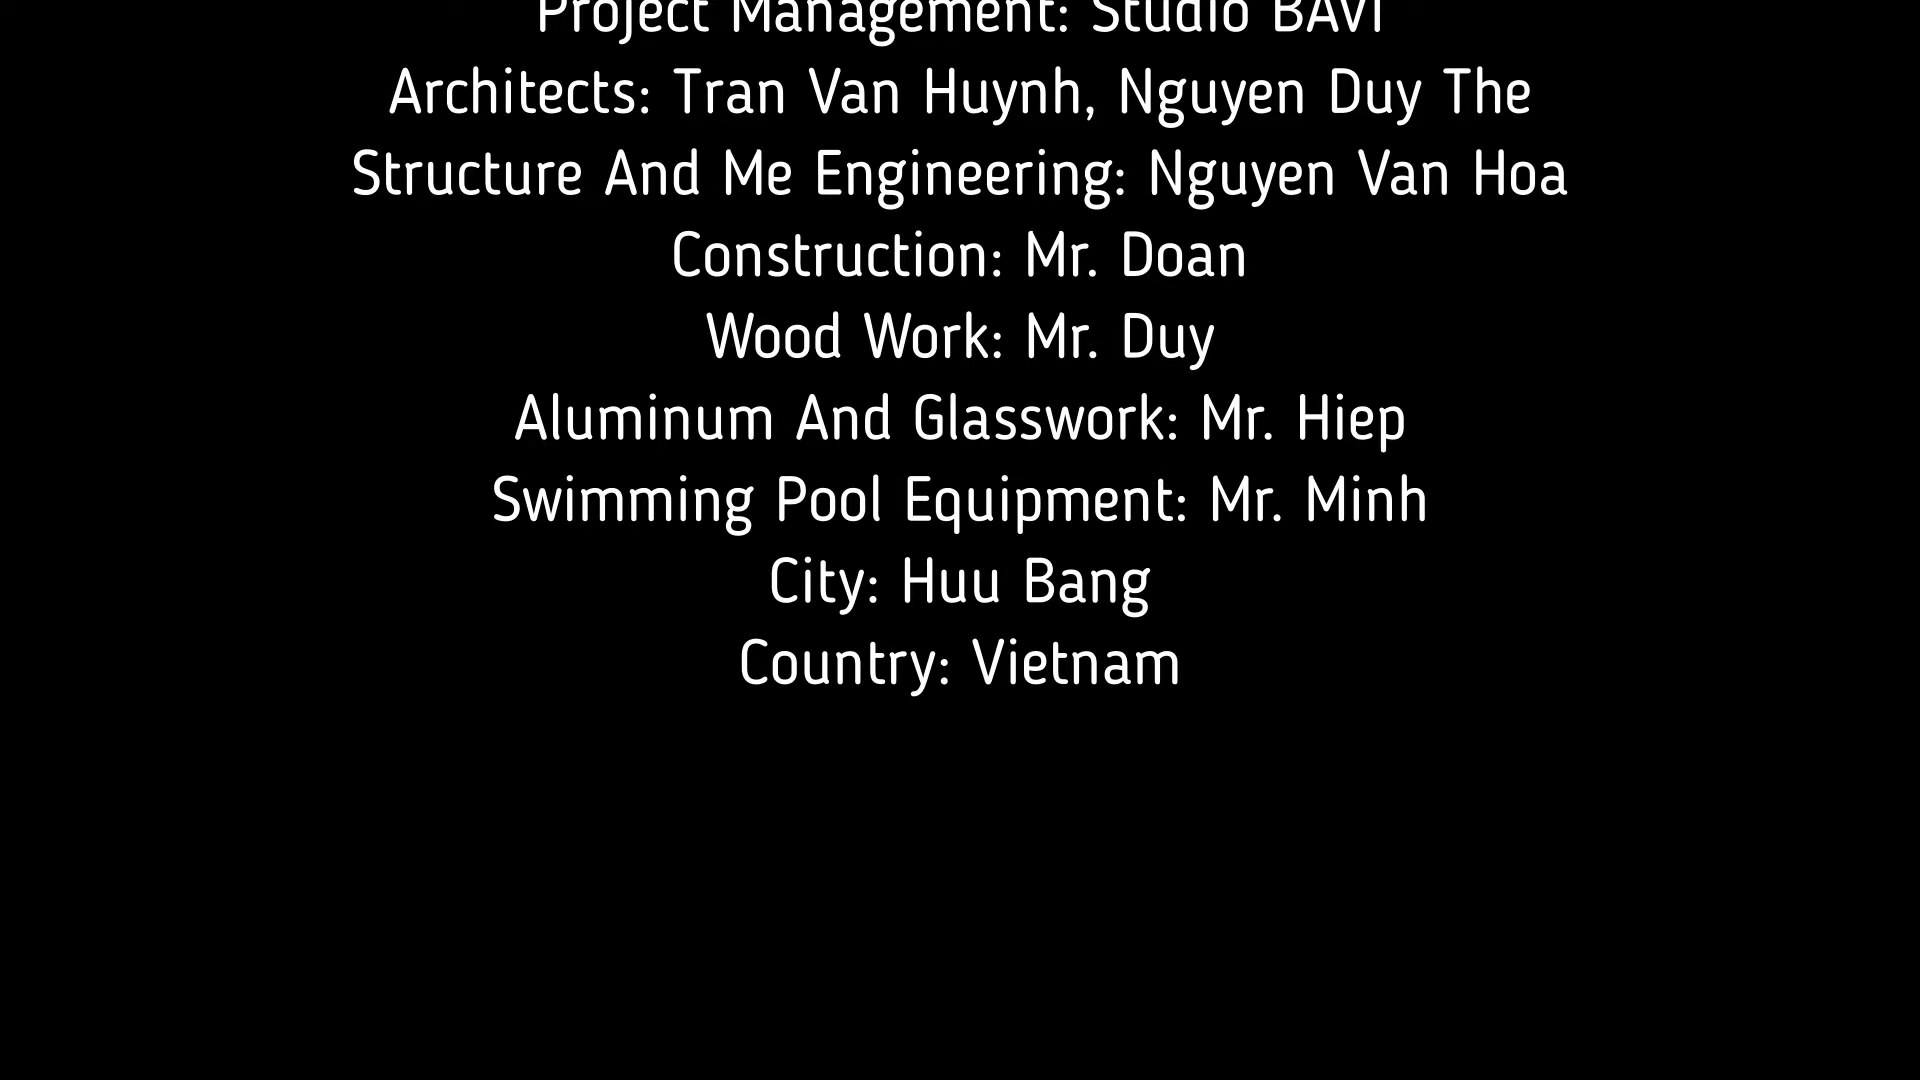 Project Management: Studio BAVI
Architects: Tran Van Huynh, Nguyen Duy The
Structure And Me Engineering: Nguyen Van Hoa
Construction: Mr. Doan
Wood Work: Mr. Duy
Aluminum And Glasswork: Mr. Hiep
Swimming Pool Equipment: Mr. Minh
City: Huu Bang
Country: Vietnam